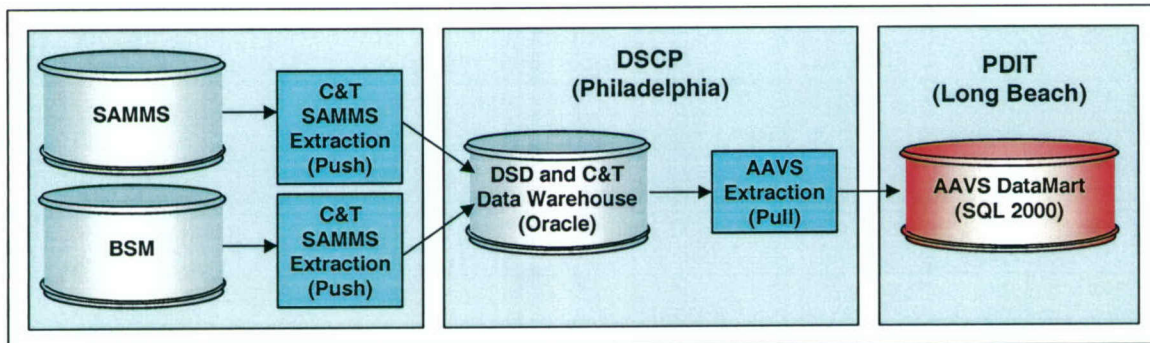 SAMMS
C&T
SAMMS
Extraction
(Push)
BSM
C&T
SAMMS
Extraction
(Push)
DSCP
(Philadelphia)
DSD and C&T
Data Warehouse
(Oracle)
AAVS
Extraction
(Pull)
PDIT
(Long Beach)
AAVS DataMart
(SQL 2000)